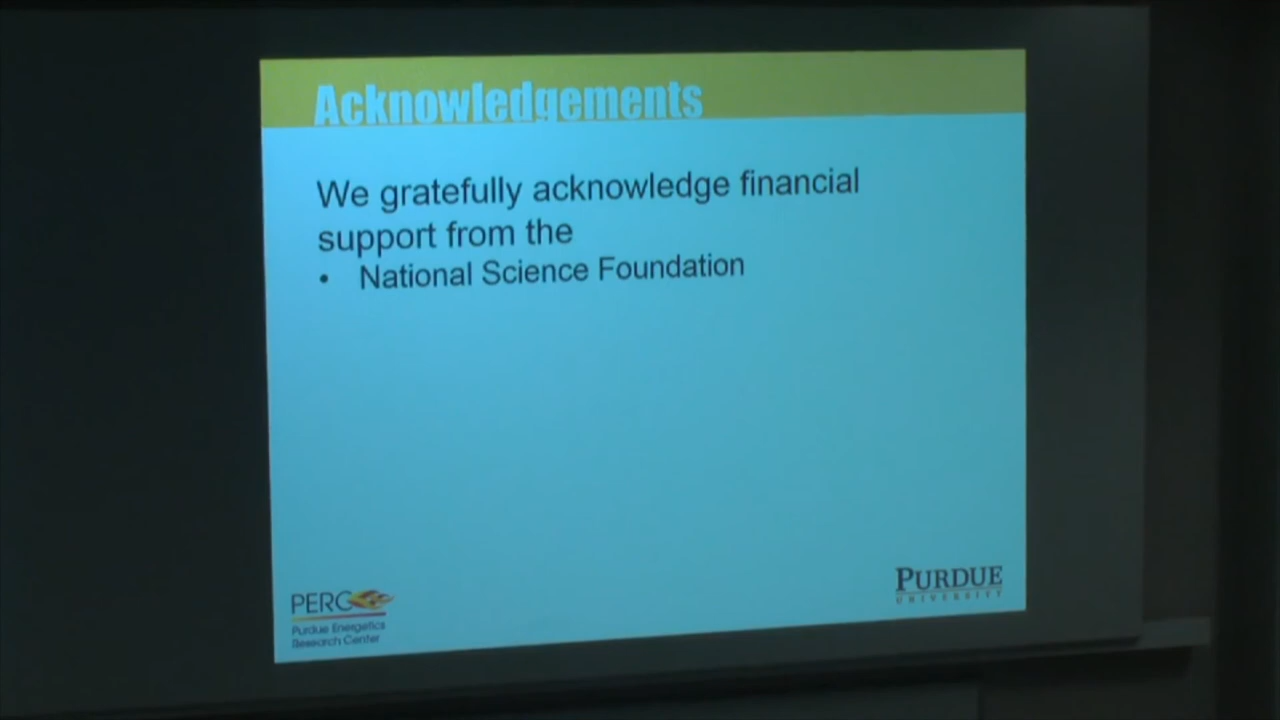 Acknowledgements
We gratefully acknowledge financial
support from the
• National Science Foundation
PERC
Purdue Energetics
Research Center
PURDUE
UNIVERSITY